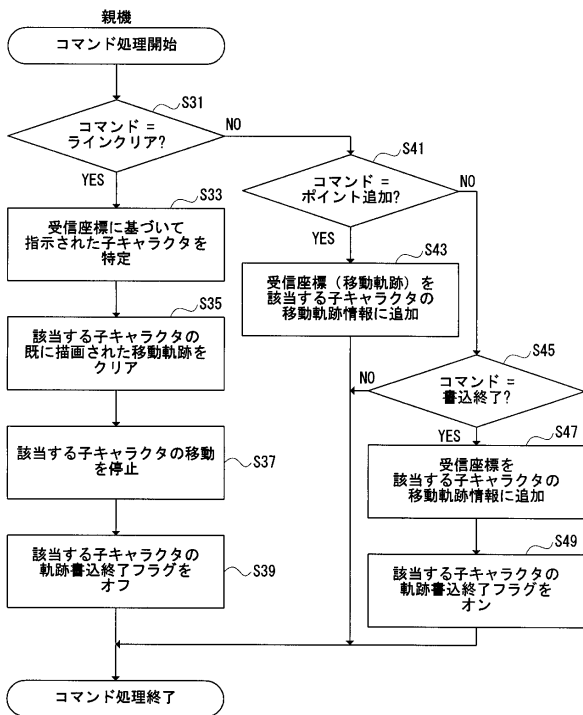 親機
コマンド処理開始
S31
コマンド＝
ラインクリア?
NO
YES
S33
受信座標に基づいて
指示された子キャラクタを
特定
S35
該当する子キャラクタの
既に描画された移動軌跡を
クリア
S37
該当する子キャラクタの移動
を停止
S39
該当する子キャラクタの
軌跡書込終了フラグを
オフ
S41
コマンド＝
ポイント追加?
NO
YES
S43
受信座標（移動軌跡）を
該当する子キャラクタの
移動軌跡情報に追加
S45
コマンド＝
書込終了?
NO
YES
S47
受信座標を
該当する子キャラクタの
移動軌跡情報に追加
S49
該当する子キャラクタの
軌跡書込終了フラグを
オン
コマンド処理終了